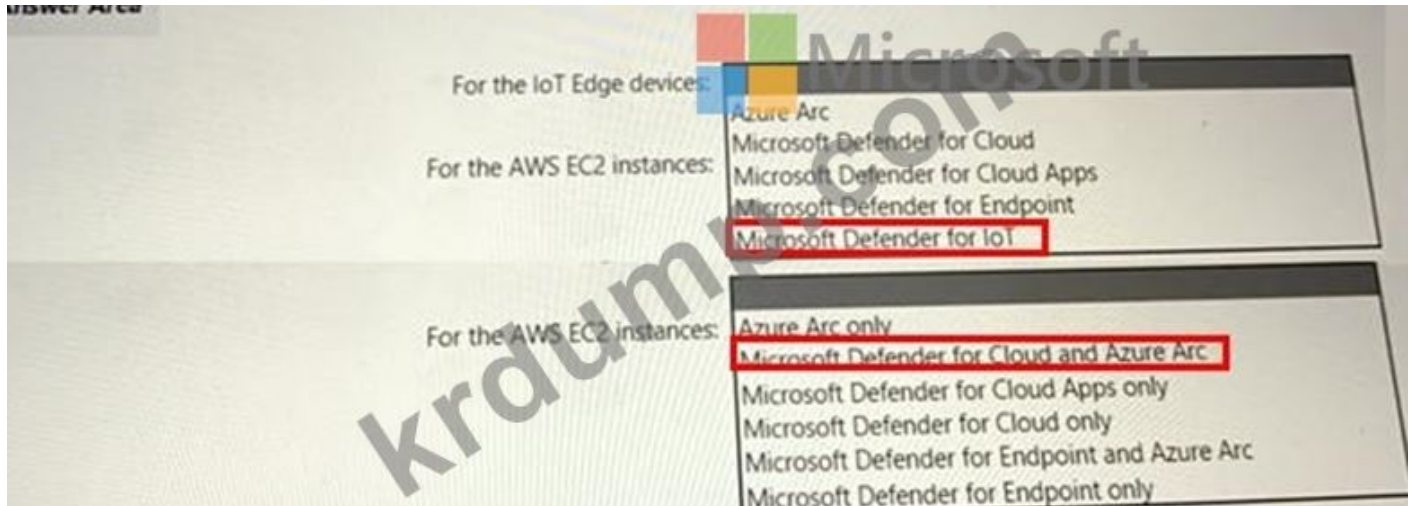 Answer Area
Microsoft
For the IoT Edge devices:
Azure Arc
Microsoft Defender for Cloud
For the AWS EC2 instances:
Microsoft Defender for Cloud Apps
Microsoft Defender for Endpoint
Microsoft Defender for IoT
For the AWS EC2 instances:
Azure Arc only
Microsoft Defender for Cloud and Azure Arc
Microsoft Defender for Cloud Apps only
Microsoft Defender for Cloud only
Microsoft Defender for Endpoint and Azure Arc
Microsoft Defender for Endpoint only
krdump.com